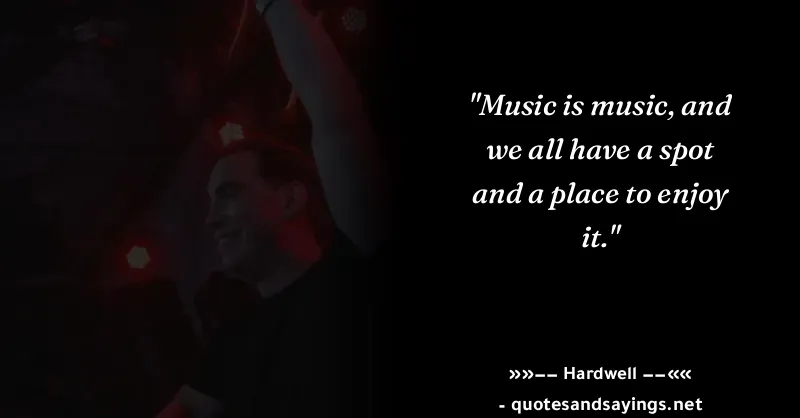 "Music is music, and
we all have a spot
and a place to enjoy
it."
»»−− Hardwell −−««
- quotesandsayings.net